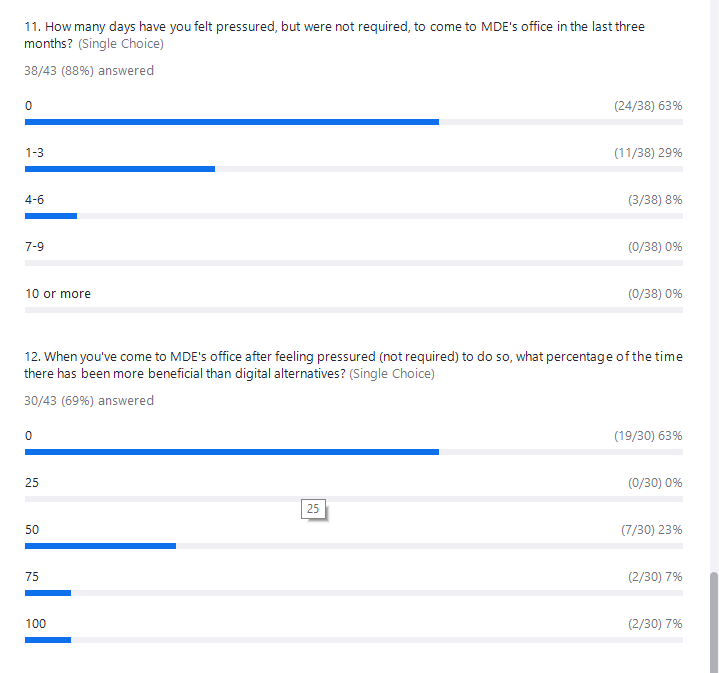 11. How many days have you felt pressured, but were not required, to come to MDE's office in the last three
months? (Single Choice)
38/43 (88%) answered
0 (24/38) 63%
1-3 (11/38) 29%
4-6 (3/38) 8%
7-9 (0/38) 0%
10 or more (0/38) 0%
12. When you've come to MDE's office after feeling pressured (not required) to do so, what percentage of the time
there has been more beneficial than digital alternatives? (Single Choice)
30/43 (69%) answered
0 (19/30) 63%
25 (0/30) 0%
25
50 (7/30) 23%
75 (2/30) 7%
100 (2/30) 7%